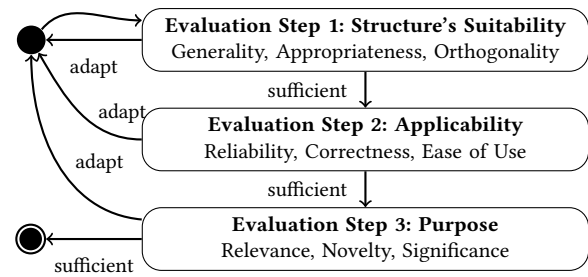 Evaluation Step 1: Structure's Suitability
Generality, Appropriateness, Orthogonality
adapt
sufficient
Evaluation Step 2: Applicability
Reliability, Correctness, Ease of Use
adapt
adapt
sufficient
Evaluation Step 3: Purpose
Relevance, Novelty, Significance
sufficient